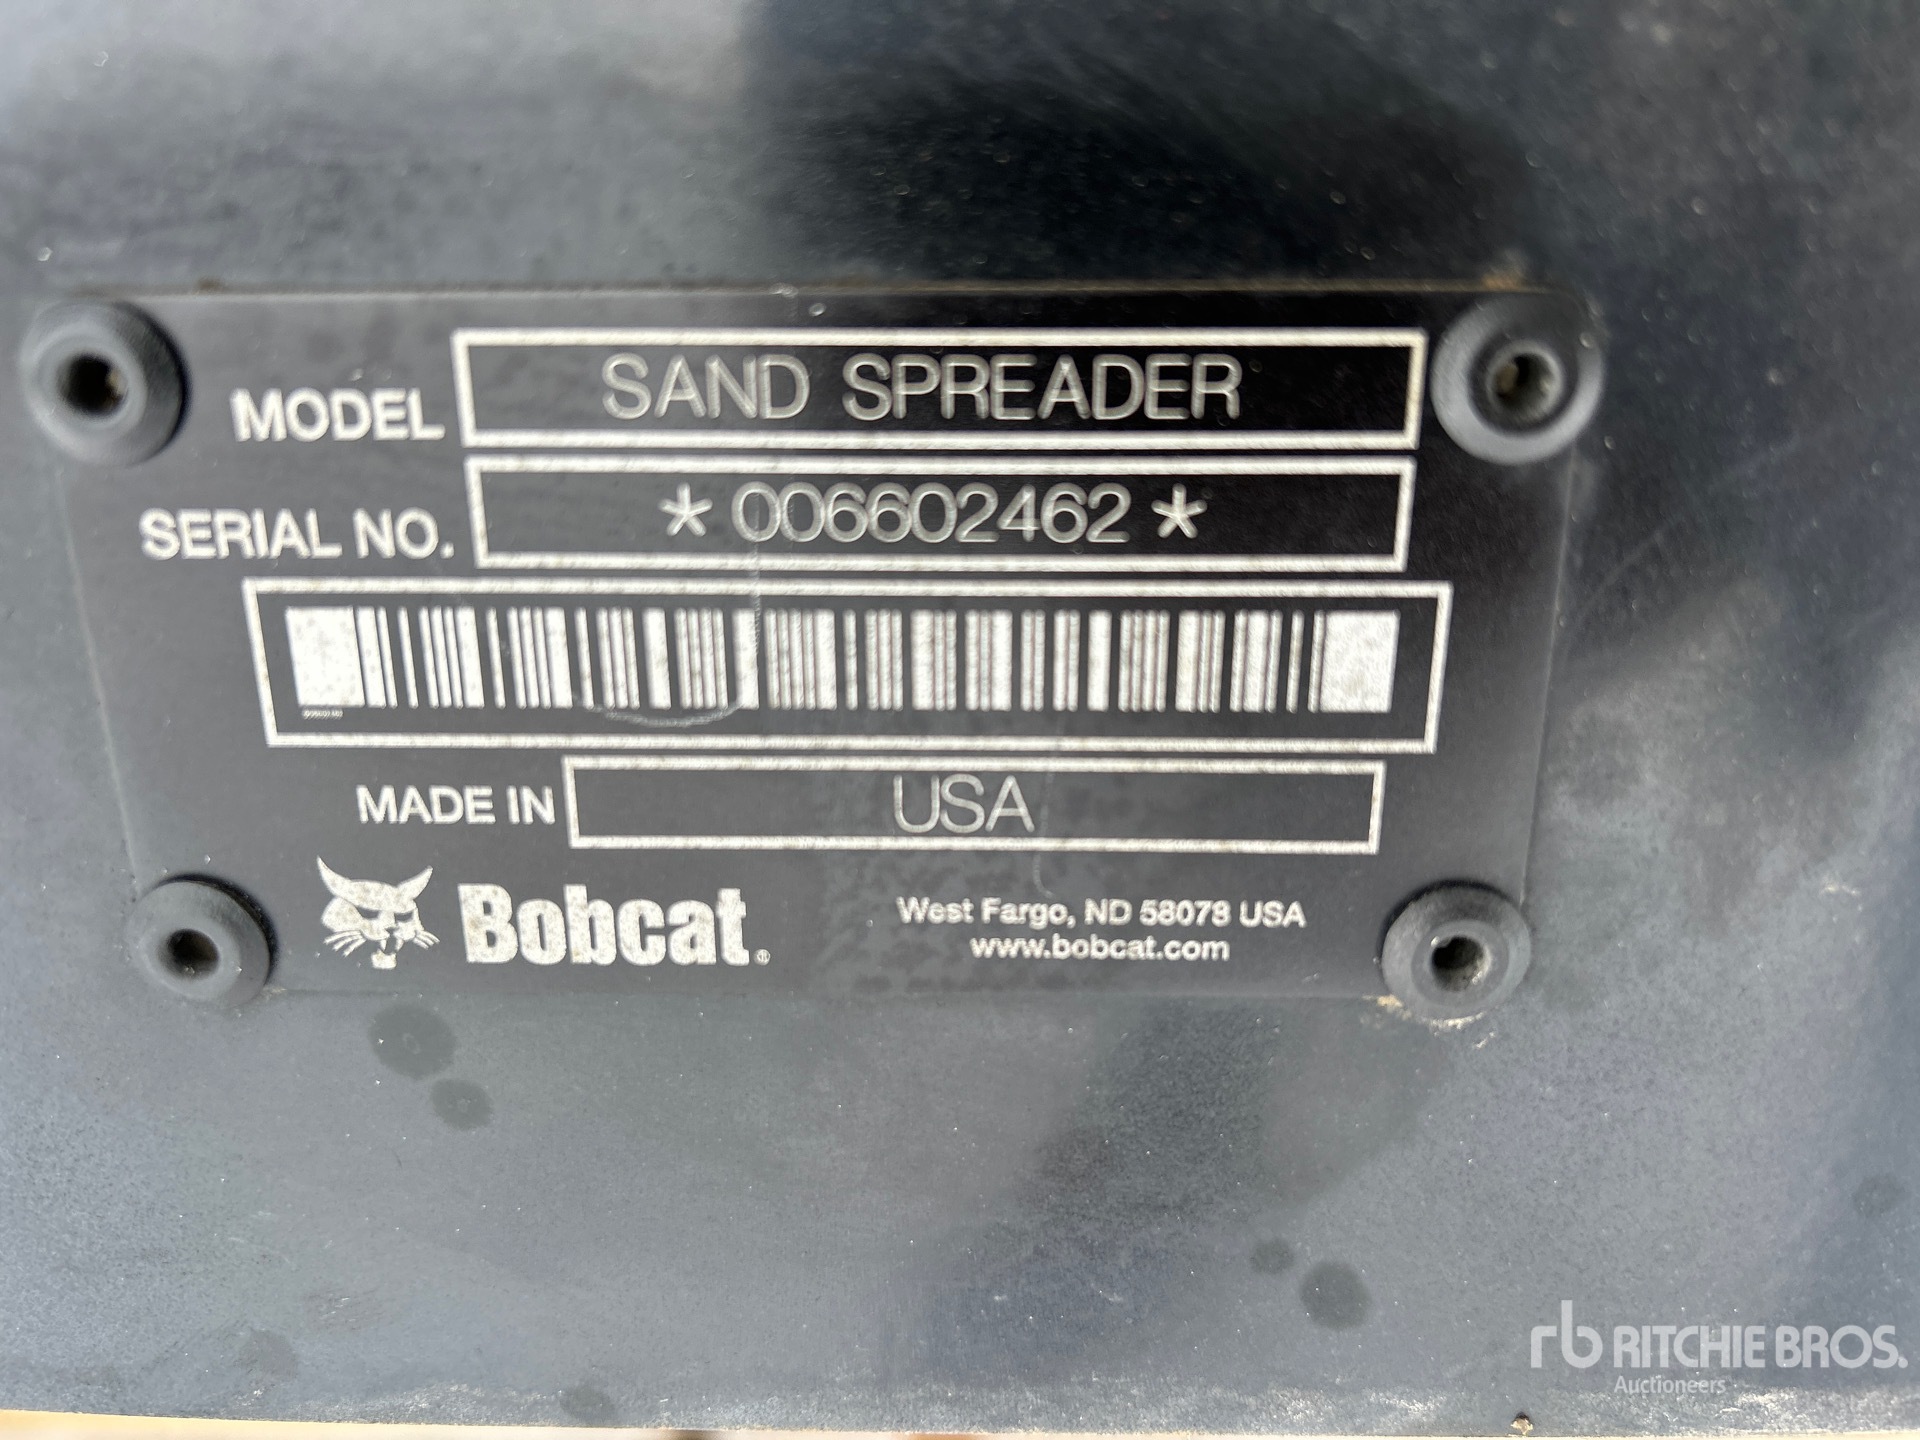 MODEL SAND SPREADER
SERIAL NO. *006602462*
MADE IN USA
Bobcat®
West Fargo, ND 58078 USA
www.bobcat.com
rb RITCHIE BROS.
Auctioneers